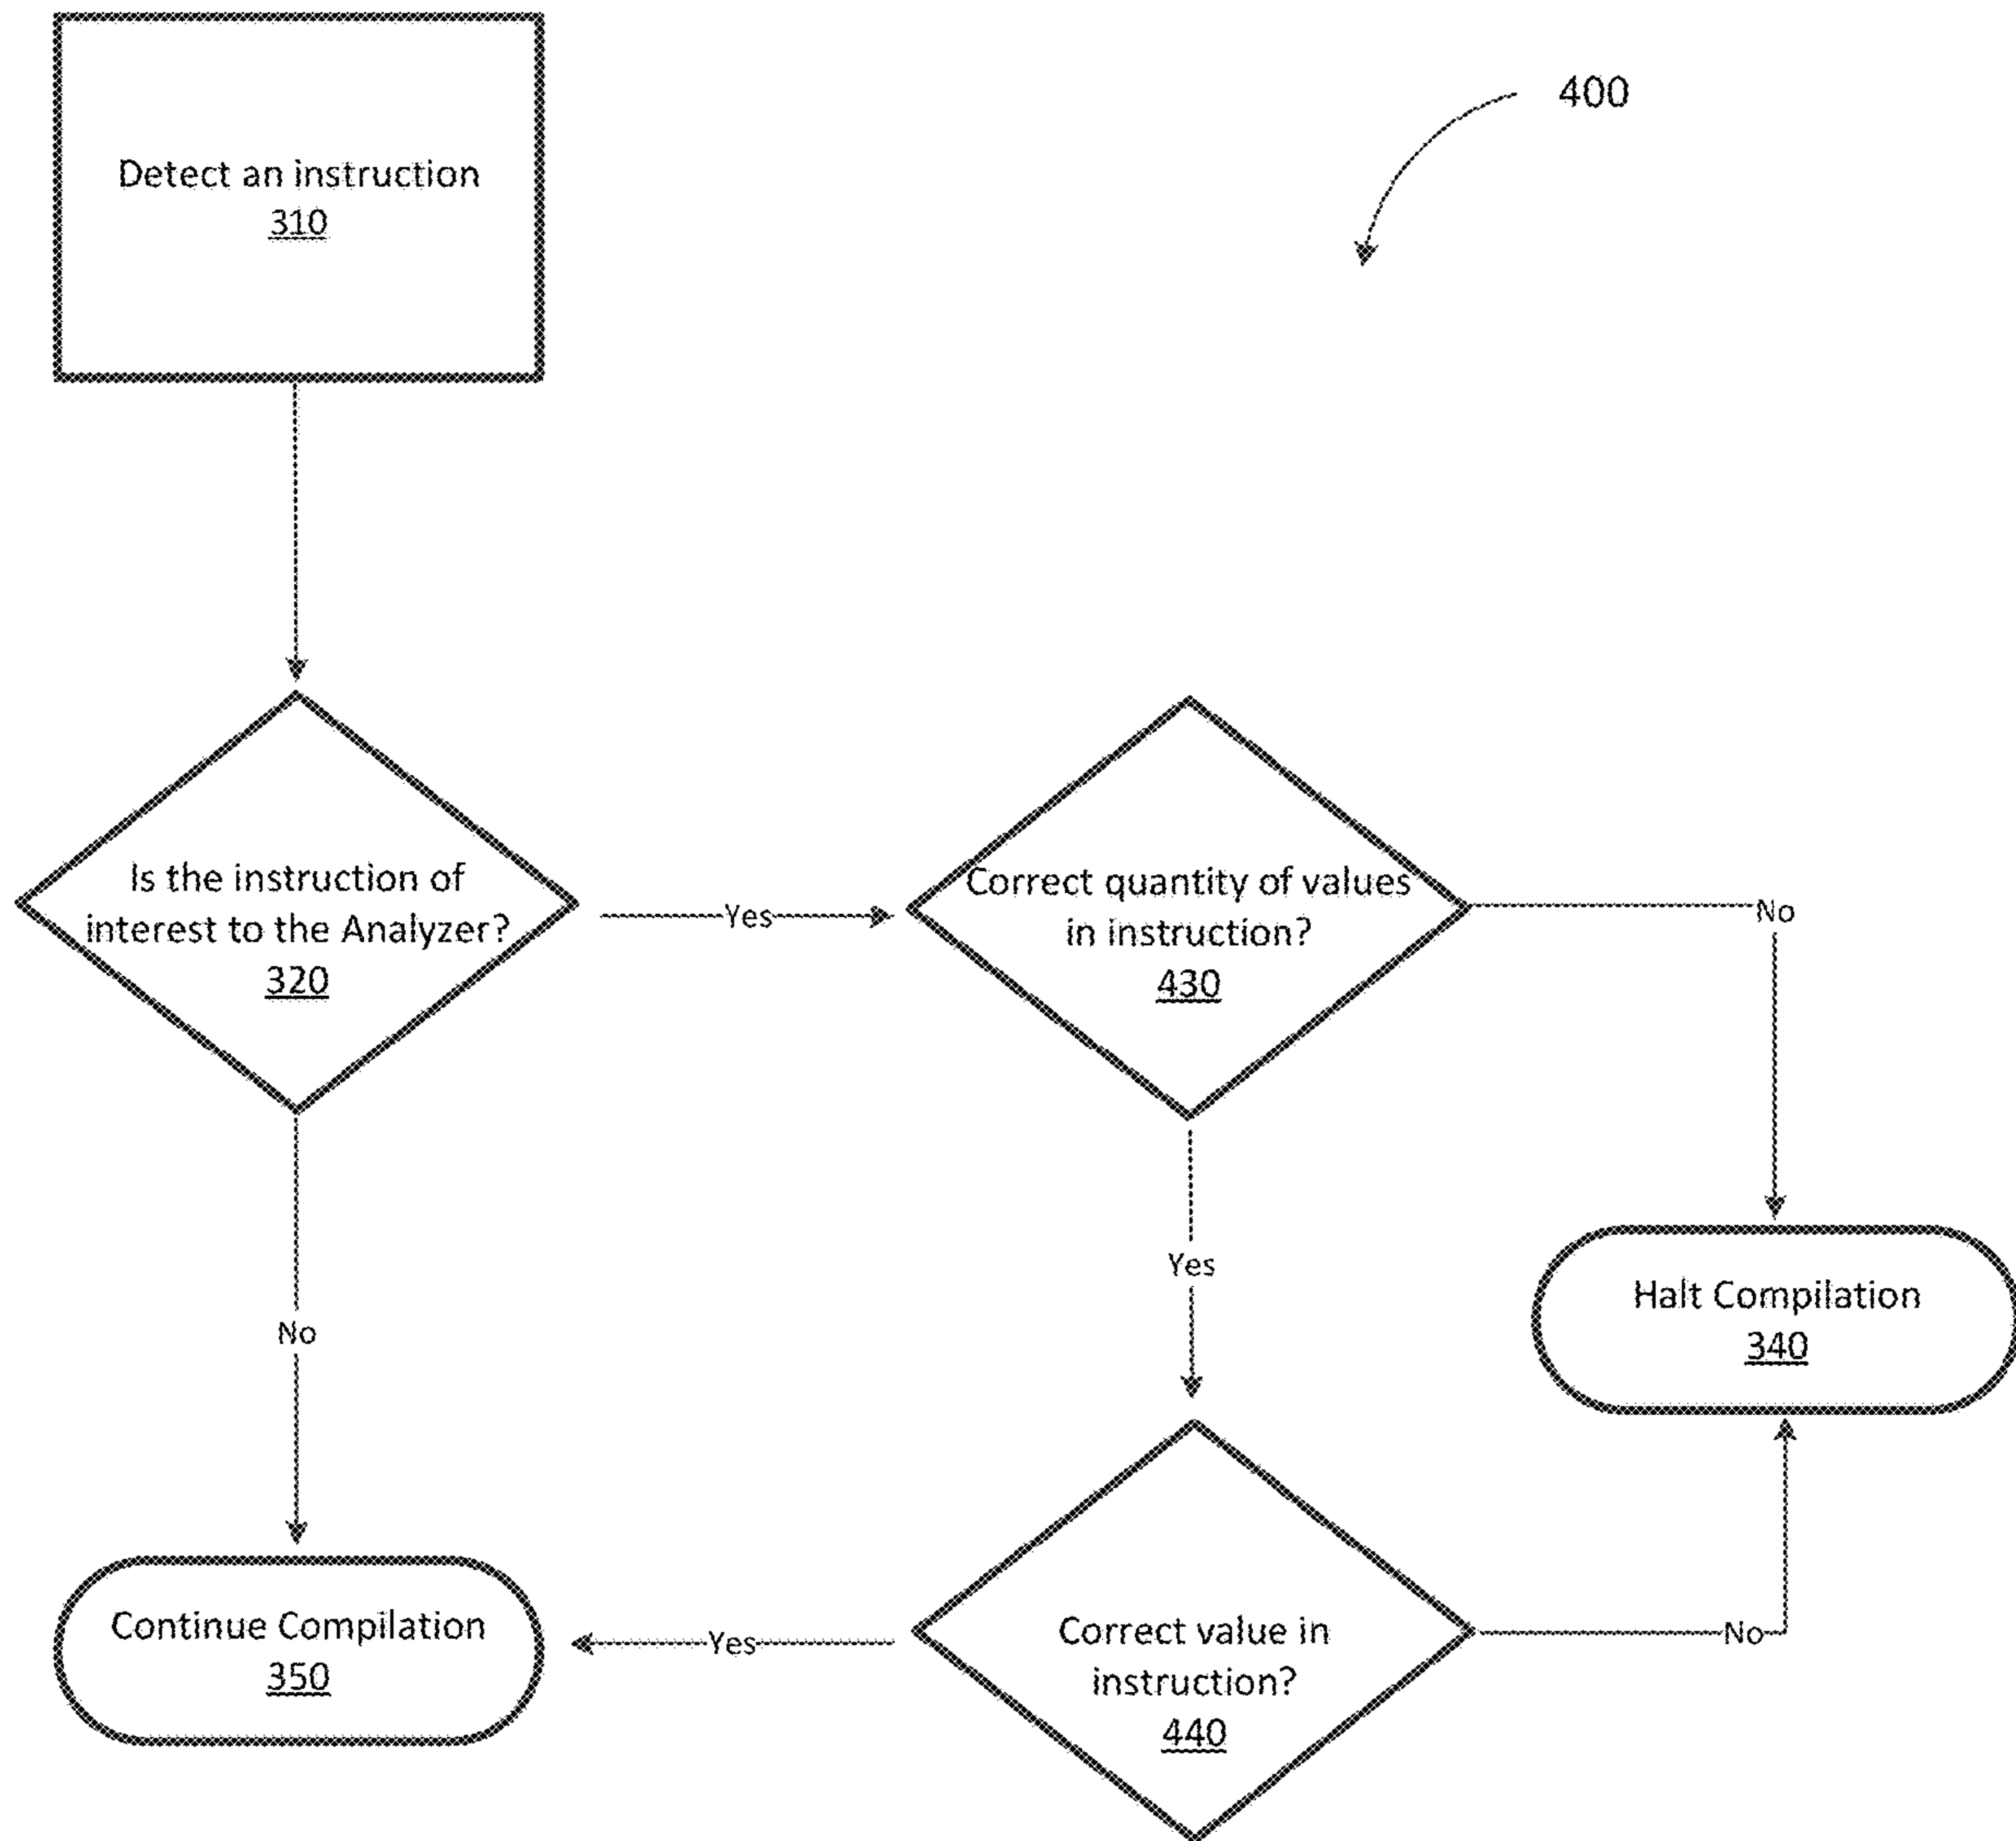 400
Detect an instruction
310
Is the instruction of
interest to the Analyzer?
320
Yes
Correct quantity of values
in instruction?
430
No
Yes
No
Halt Compilation
340
Continue Compilation
350
Yes
Correct value in
instruction?
440
No